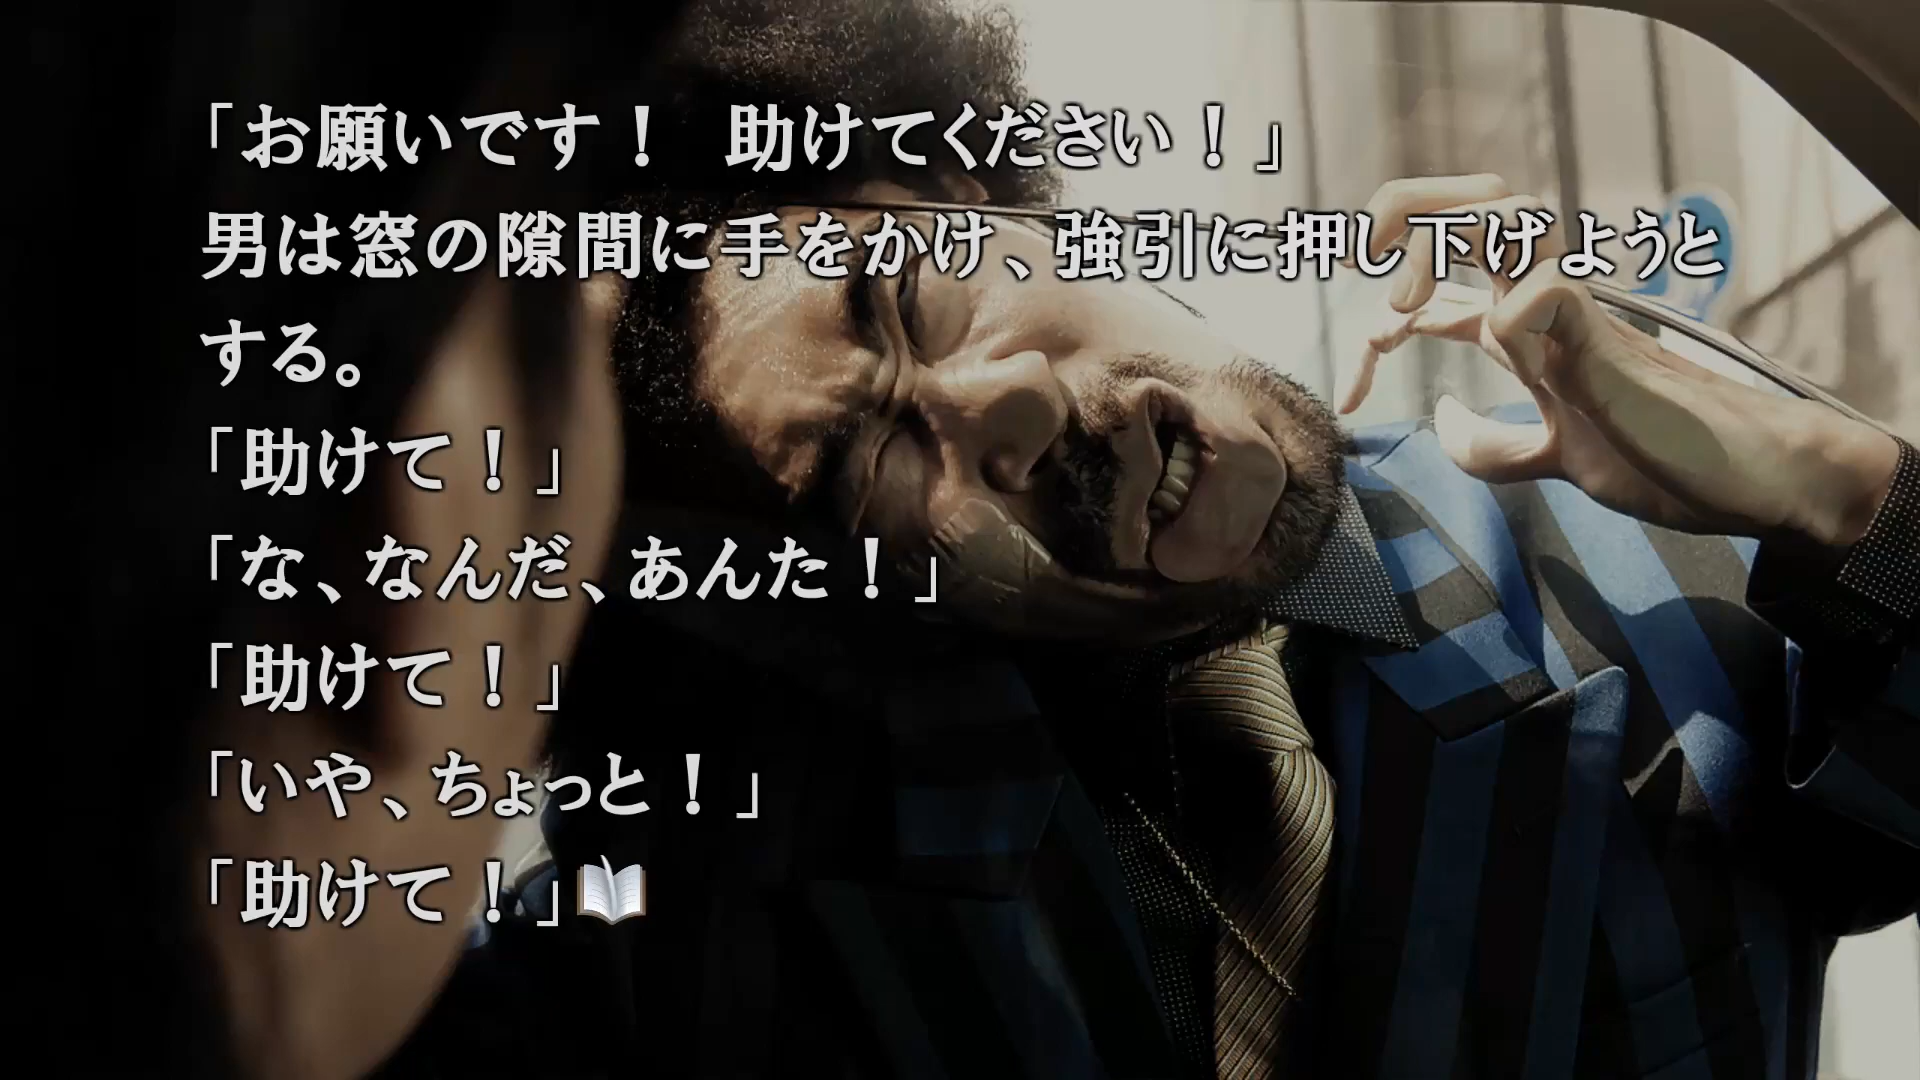 「お願いです！　助けてください！」
男は窓の隙間に手をかけ、強引に押し下げようと
する。
「助けて！」
「な、なんだ、あんた！」
「助けて！」
「いや、ちょっと！」
「助けて！」